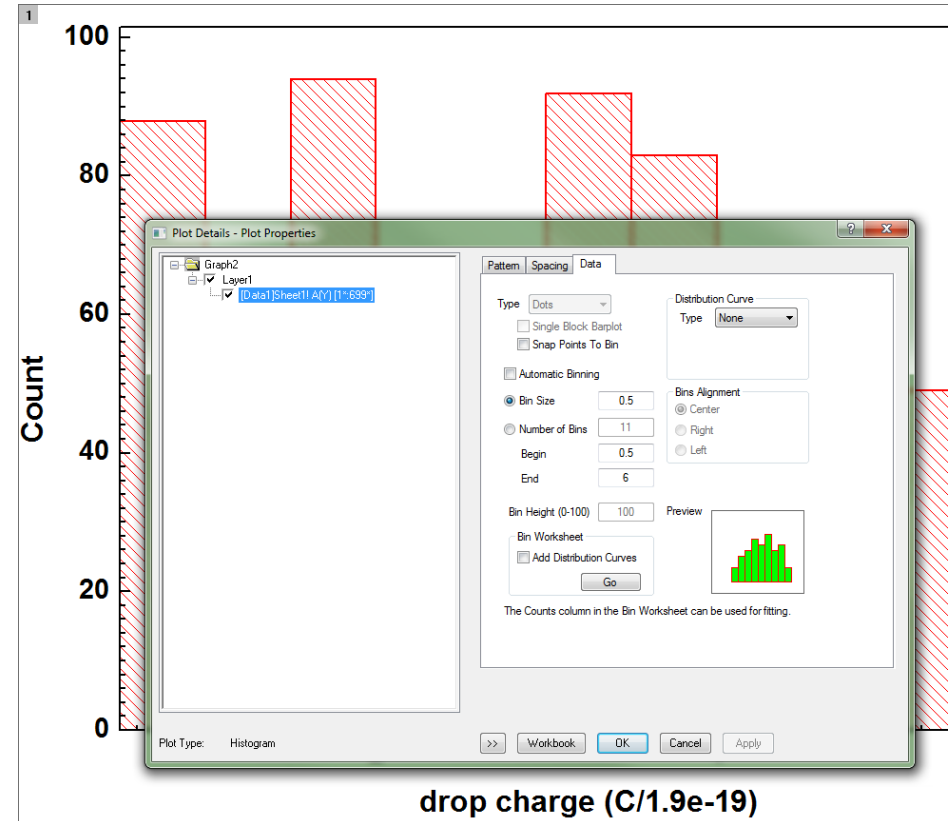 1
100
80
60
40
20
0
Count
drop charge (C/1.9e-19)
Plot Details - Plot Properties
?
X
Graph2
Layer1
[Data1]Sheet1! A(Y) [1*:699*]
Pattern Spacing Data
Type Dots
Single Block Barplot
Snap Points To Bin
Automatic Binning
Bin Size 0.5
Number of Bins 11
Begin 0.5
End 6
Bin Height (0-100) 100
Bin Worksheet
Add Distribution Curves
Go
Distribution Curve
Type None
Bins Alignment
Center
Right
Left
Preview
The Counts column in the Bin Worksheet can be used for fitting.
Plot Type: Histogram
>> Workbook OK Cancel Apply